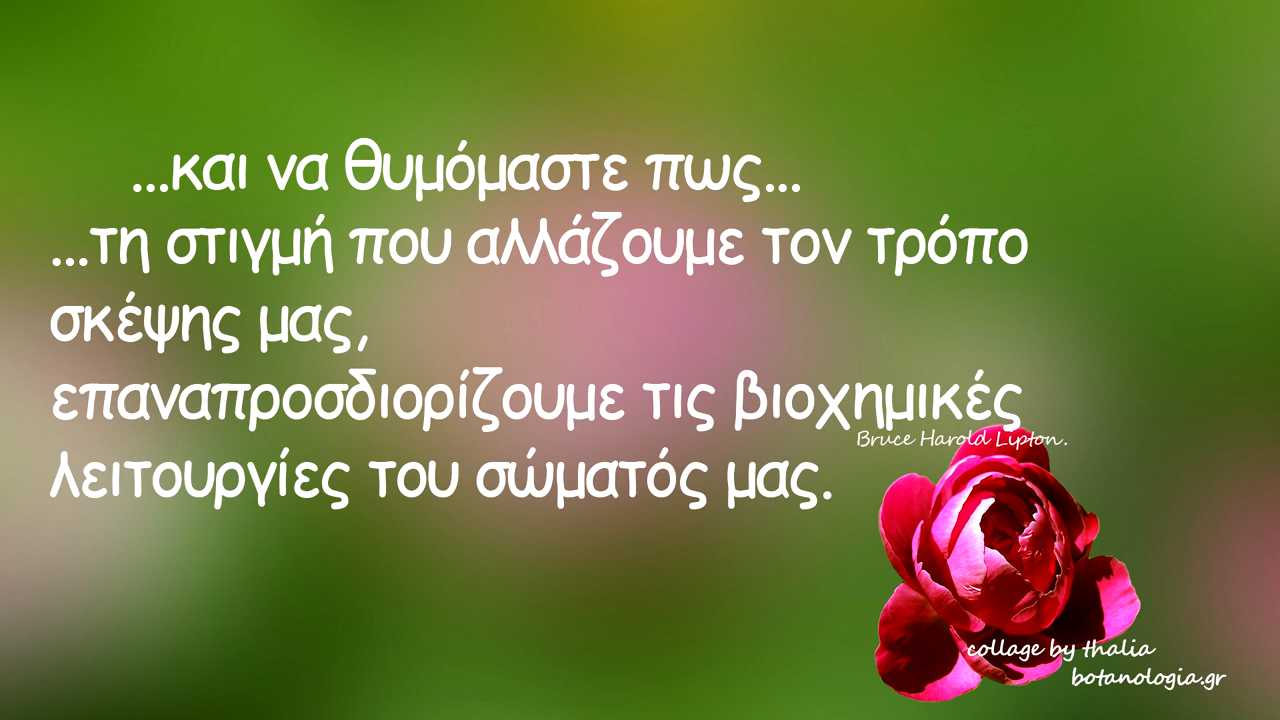 ...και να θυμόμαστε πως...
...τη στιγμή που αλλάζουμε τον τρόπο
σκέψης μας,
επαναπροσδιορίζουμε τις βιοχημικές
Bruce Harold Lipton.
λειτουργίες του σώματός μας.
collage by thalia
botanologia.gr